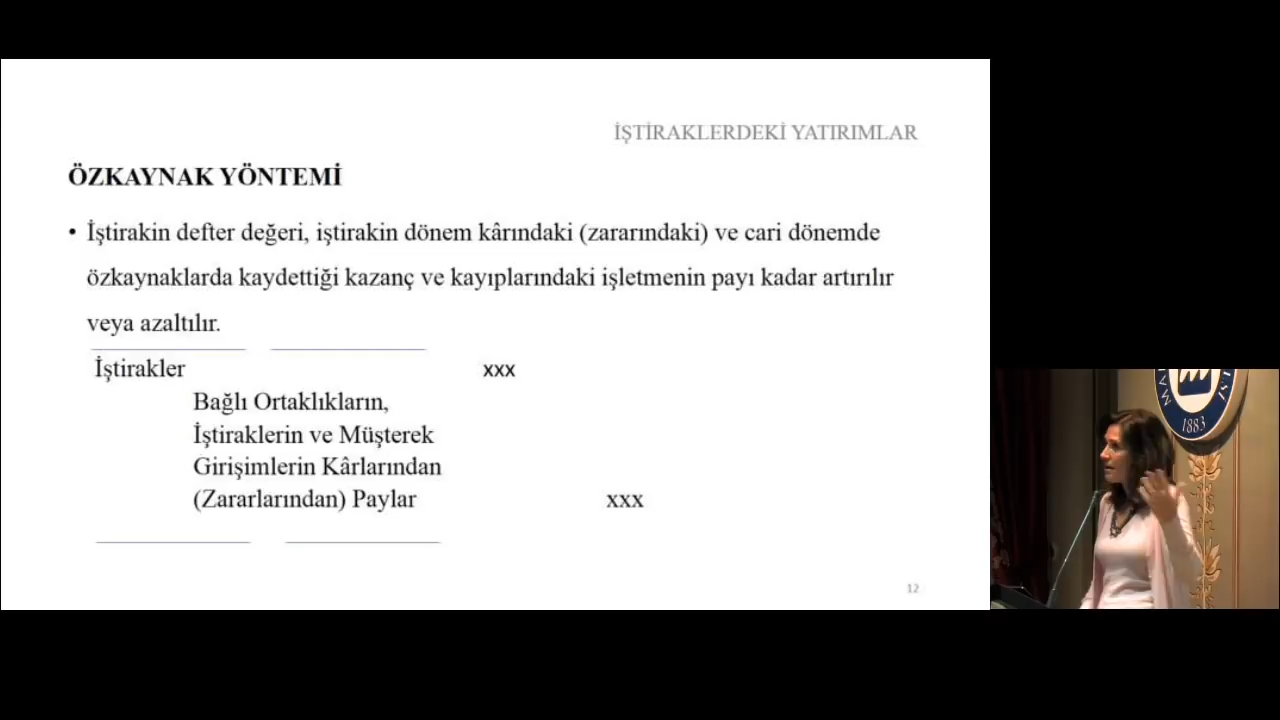 İŞTİRAKLERDEKİ YATIRIMLAR
ÖZKAYNAK YÖNTEMİ
• İştirakin defter değeri, iştirakin dönem kârındaki (zararındaki) ve cari dönemde
özkaynaklarda kaydettiği kazanç ve kayıplarındaki işletmenin payı kadar artırılır
veya azaltılır.
İştirakler xxx
Bağlı Ortaklıkların,
İştiraklerin ve Müşterek
Girişimlerin Kârlarından
(Zararlarından) Paylar xxx
12
1883